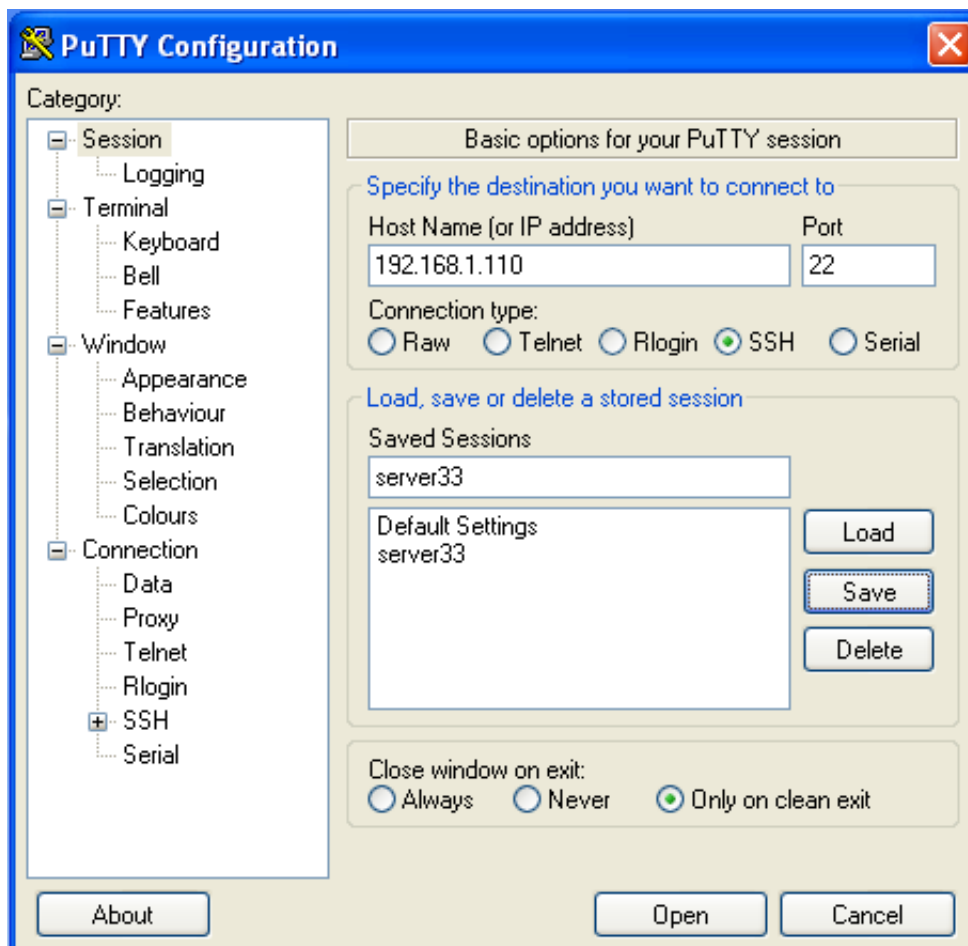 PuTTY Configuration
Category:
Session
Logging
Terminal
Keyboard
Bell
Features
Window
Appearance
Behaviour
Translation
Selection
Colours
Connection
Data
Proxy
Telnet
Rlogin
SSH
Serial
Basic options for your PuTTY session
Specify the destination you want to connect to
Host Name (or IP address) Port
192.168.1.110 22
Connection type:
Raw Telnet Rlogin SSH Serial
Load, save or delete a stored session
Saved Sessions
server33
Default Settings
server33
Load
Save
Delete
Close window on exit:
Always Never Only on clean exit
About Open Cancel